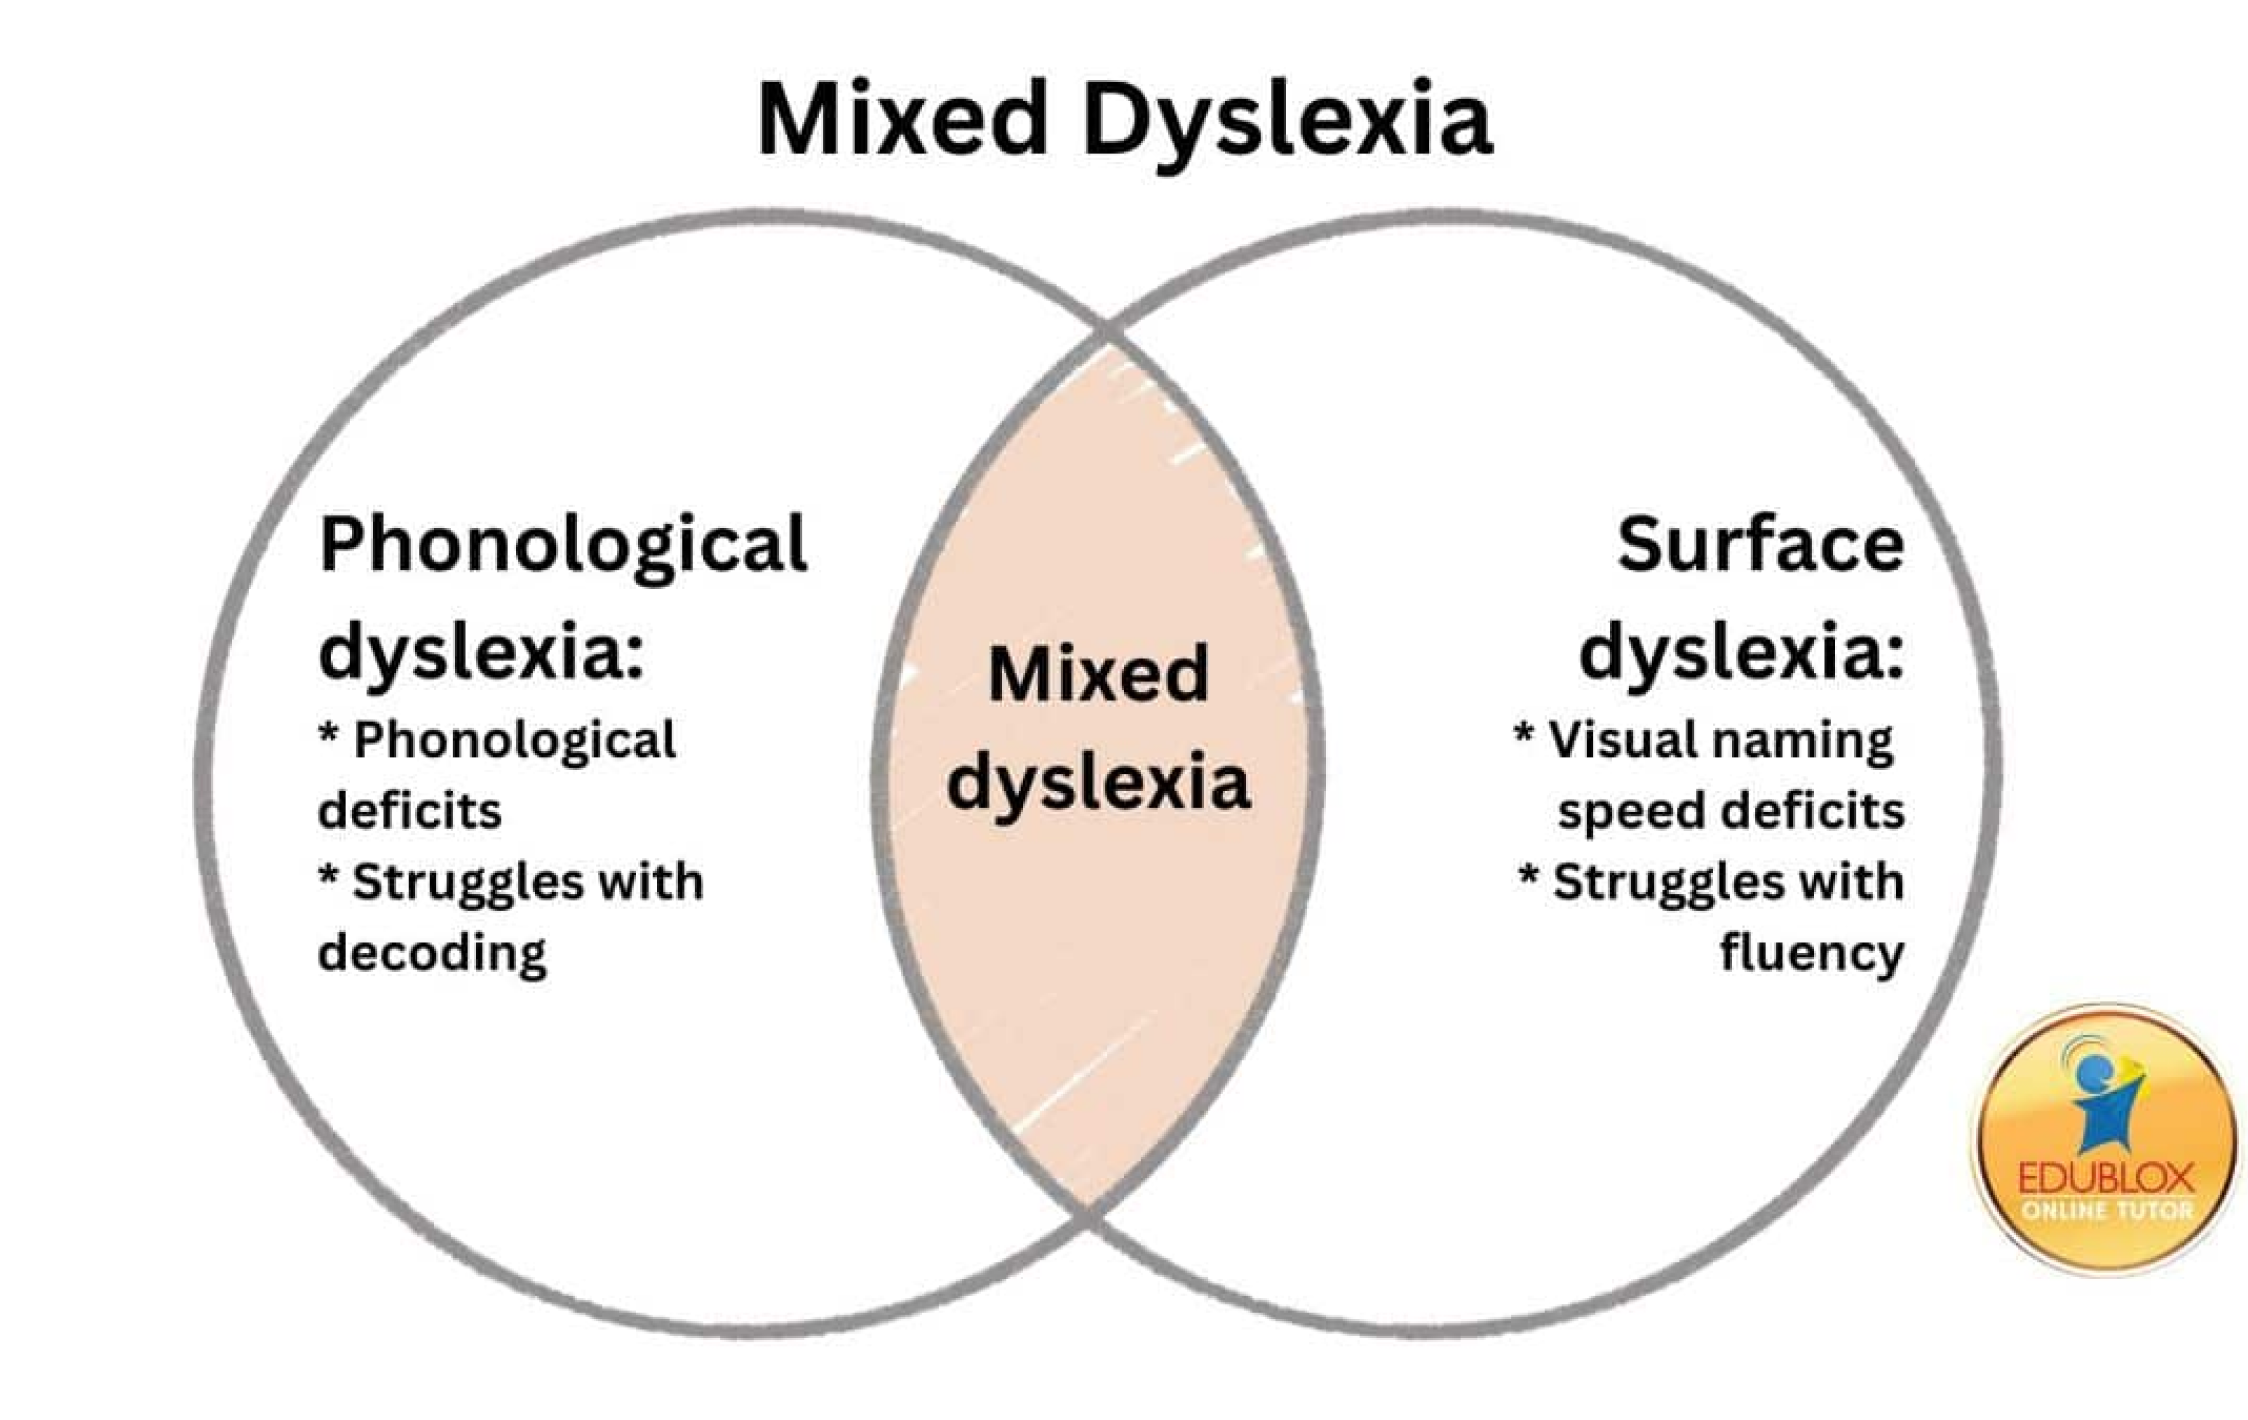 Mixed Dyslexia
Phonological
dyslexia:
* Phonological
deficits
* Struggles with
decoding
Mixed
dyslexia
Surface
dyslexia:
* Visual naming
speed deficits
* Struggles with
fluency
EDUBLOX
ONLINE TUTOR